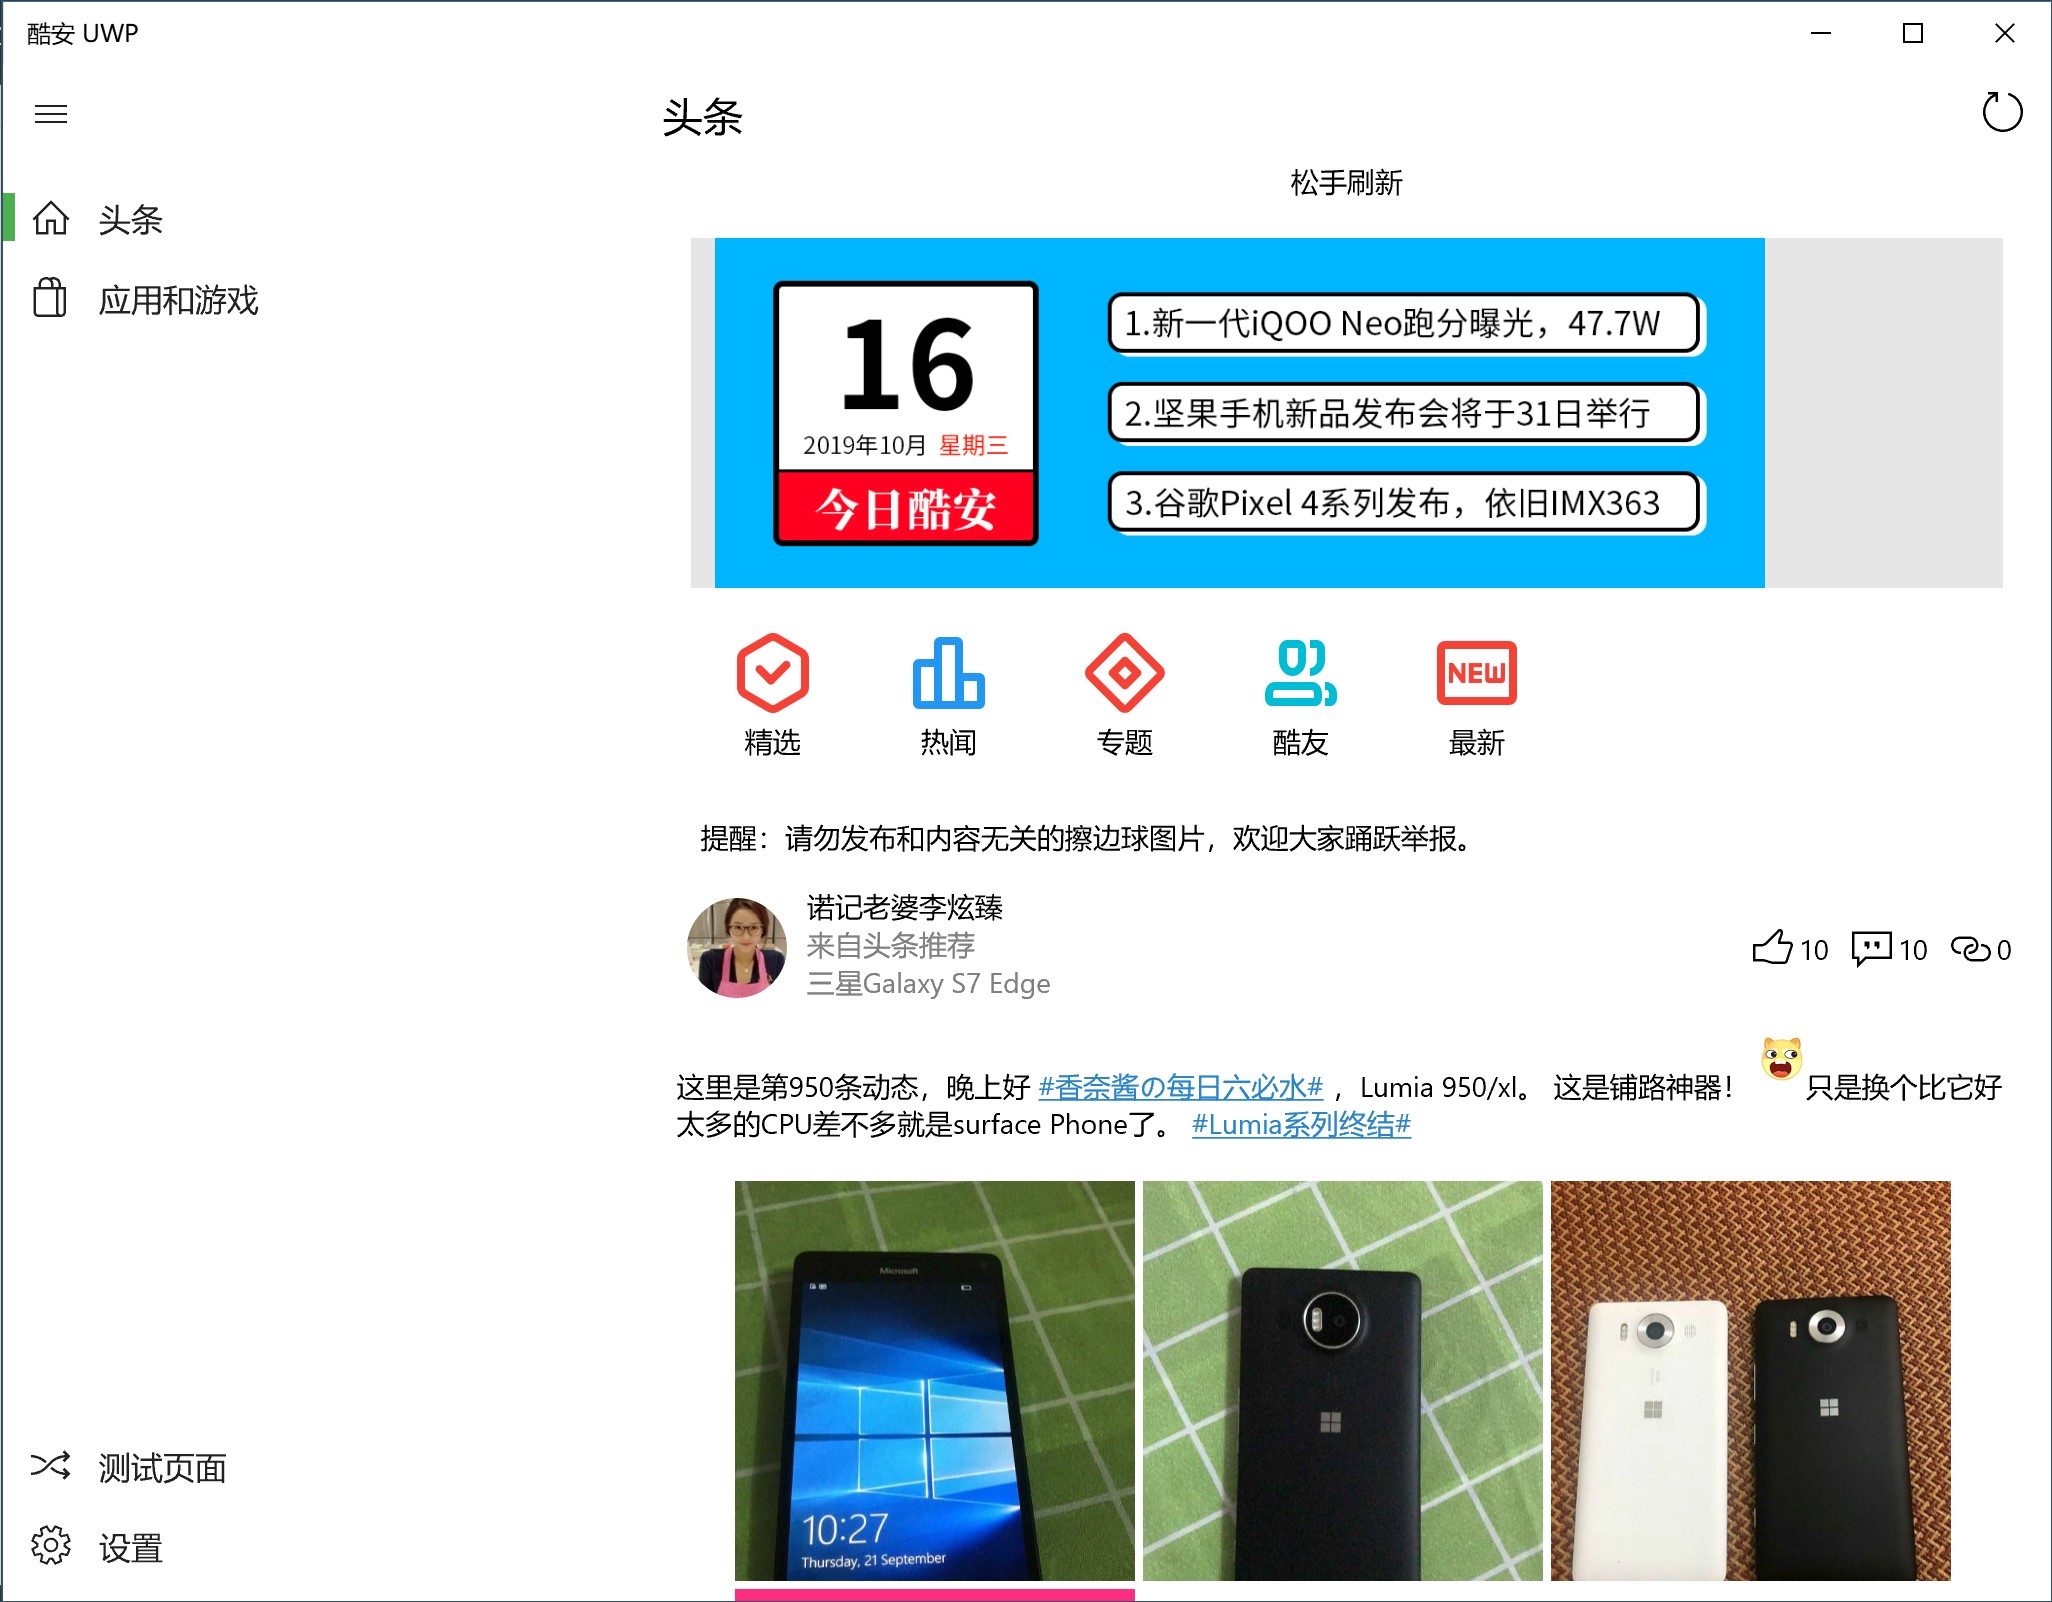 酷安 UWP
头条
松手刷新
头条
应用和游戏
16
2019年10月 星期三
今日酷安
1.新一代iQOO Neo跑分曝光，47.7W
2.坚果手机新品发布会将于31日举行
3.谷歌Pixel 4系列发布，依旧IMX363
精选
热闻
专题
酷友
NEW
最新
提醒：请勿发布和内容无关的擦边球图片，欢迎大家踊跃举报。
诺记老婆李炫臻
来自头条推荐
三星Galaxy S7 Edge
10 10 0
这里是第950条动态，晚上好 #香奈酱の每日六必水# ，Lumia 950/xl。 这是铺路神器！ 只是换个比它好
太多的CPU差不多就是surface Phone了。 #Lumia系列终结#
Microsoft
10:27
Thursday, 21 September
测试页面
设置